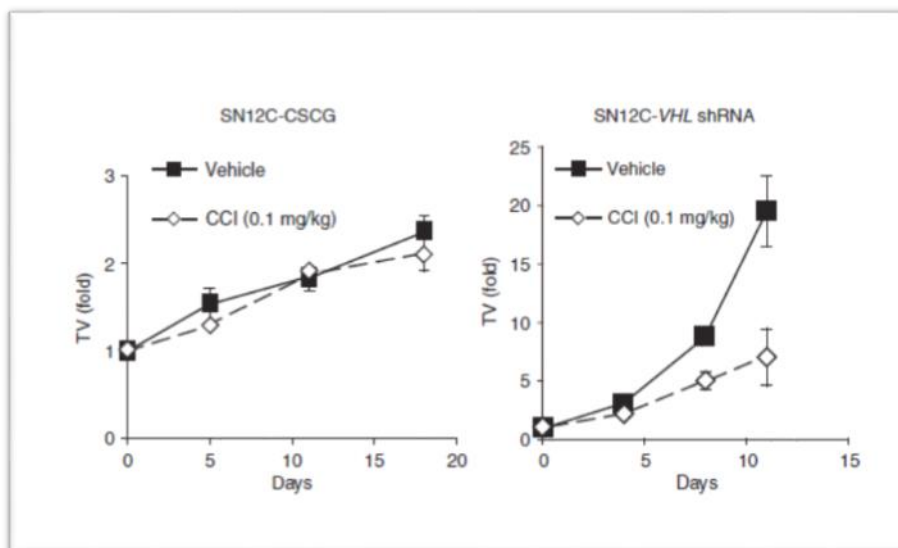 SN12C-CSCG
Vehicle
CCI (0.1 mg/kg)
3
2
1
0
TV (fold)
0 5 10 15 20
Days
SN12C-VHL shRNA
25
Vehicle
20
CCI (0.1 mg/kg)
15
10
5
0
TV (fold)
0 5 10 15
Days